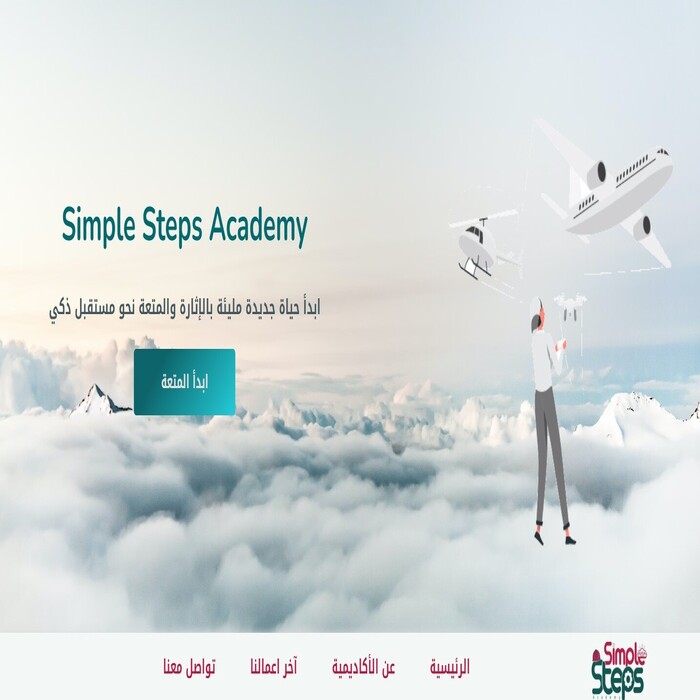 Simple Steps Academy
ابدأ حياة جديدة مليئة بالإثارة والمتعة نحو مستقبل ذكي
ابدأ المتعة
الرئيسية
عن الأكاديمية
آخر اعمالنا
تواصل معنا
Simple
Steps